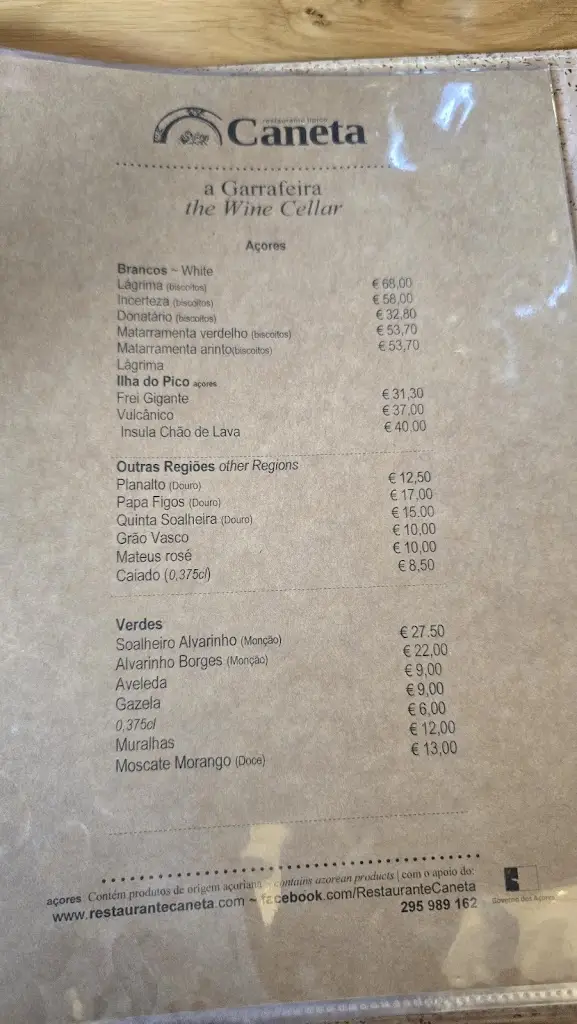 Caneta
a Garrafeira
the Wine Cellar
Açores
Brancos ~ White
Lágrima (biscoitos) € 68,00
Incerteza (biscoitos) € 58,00
Donatário (biscoitos) € 32,80
Matarramenta verdelho (biscoitos) € 53,70
Matarramenta arinto(biscoitos) € 53,70
Lágrima
Ilha do Pico açores
Frei Gigante € 31,30
Vulcânico € 37,00
Insula Chão de Lava € 40.00
Outras Regiões other Regions
Planalto (Douro) € 12,50
Papa Figos (Douro) € 17,00
Quinta Soalheira (Douro) € 15.00
Grão Vasco € 10,00
Mateus rosé € 10,00
Caiado (0,375cl) € 8,50
Verdes
Soalheiro Alvarinho (Monção) € 27.50
Alvarinho Borges (Monção) € 22,00
Aveleda € 9,00
Gazela € 9,00
0,375cl € 6,00
Muralhas € 12,00
Moscate Morango (Doce) € 13,00
açores Contém produtos de origem açoriana ~ contains azorean products | com o apoio do:
www.restaurantecaneta.com ~ facebook.com/RestauranteCaneta
295 989 162
Governo dos Açores